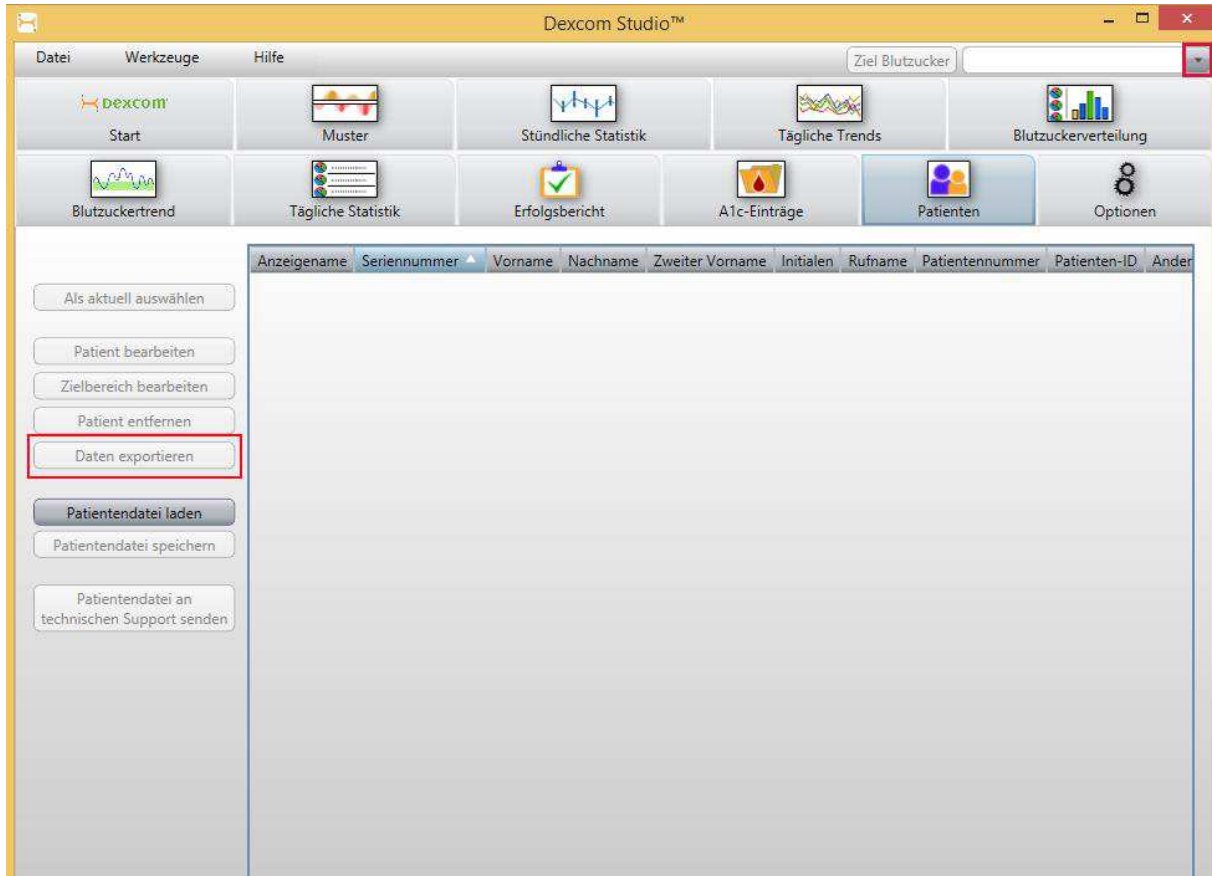 Dexcom Studio™
Datei Werkzeuge Hilfe Ziel Blutzucker
Dexcom
Start Muster Stündliche Statistik Tägliche Trends Blutzuckerverteilung
Blutzuckertrend Tägliche Statistik Erfolgsbericht A1c-Einträge Patienten Optionen
Anzeigename Seriennummer Vorname Nachname Zweiter Vorname Initialen Rufname Patientennummer Patienten-ID Ander
Als aktuell auswählen
Patient bearbeiten
Zielbereich bearbeiten
Patient entfernen
Daten exportieren
Patientendatei laden
Patientendatei speichern
Patientendatei an
technischen Support senden